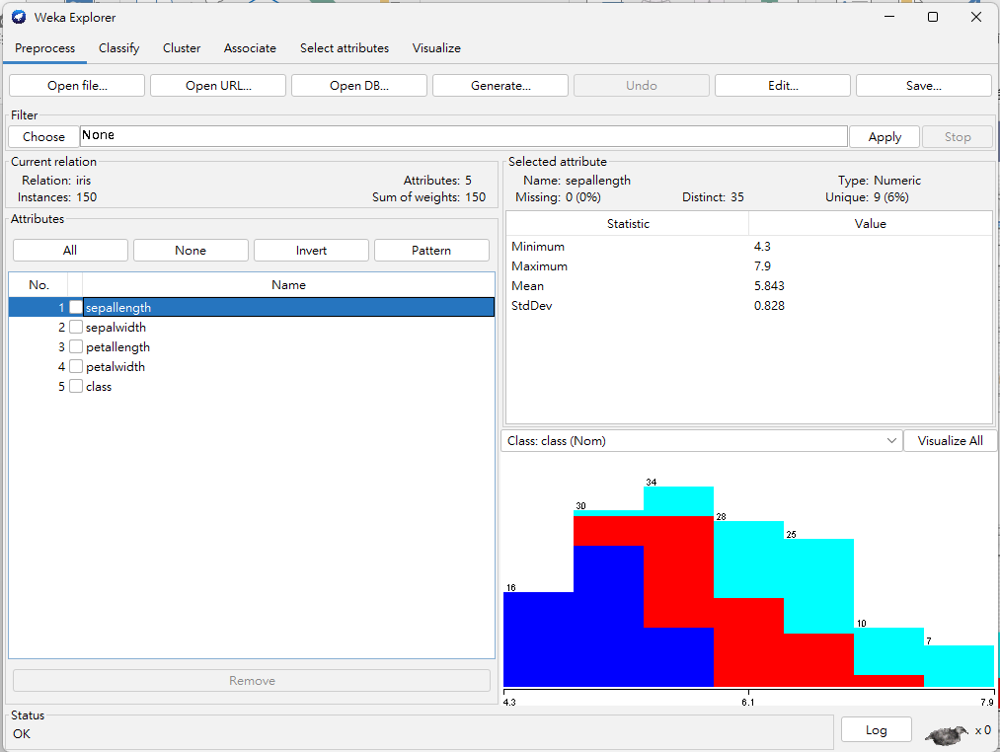 Weka Explorer
Preprocess Classify Cluster Associate Select attributes Visualize
Open file... Open URL... Open DB... Generate... Undo Edit... Save...
Filter
Choose None Apply Stop
Current relation
Relation: iris Attributes: 5
Instances: 150 Sum of weights: 150
Attributes
All None Invert Pattern
No. Name
1 sepallength
2 sepalwidth
3 petallength
4 petalwidth
5 class
Remove
Selected attribute
Name: sepallength Type: Numeric
Missing: 0 (0%) Distinct: 35 Unique: 9 (6%)
Statistic Value
Minimum 4.3
Maximum 7.9
Mean 5.843
StdDev 0.828
Class: class (Nom) Visualize All
16 30 34 28 25 10 7
4.3 6.1 7.9
Status
OK
Log x 0